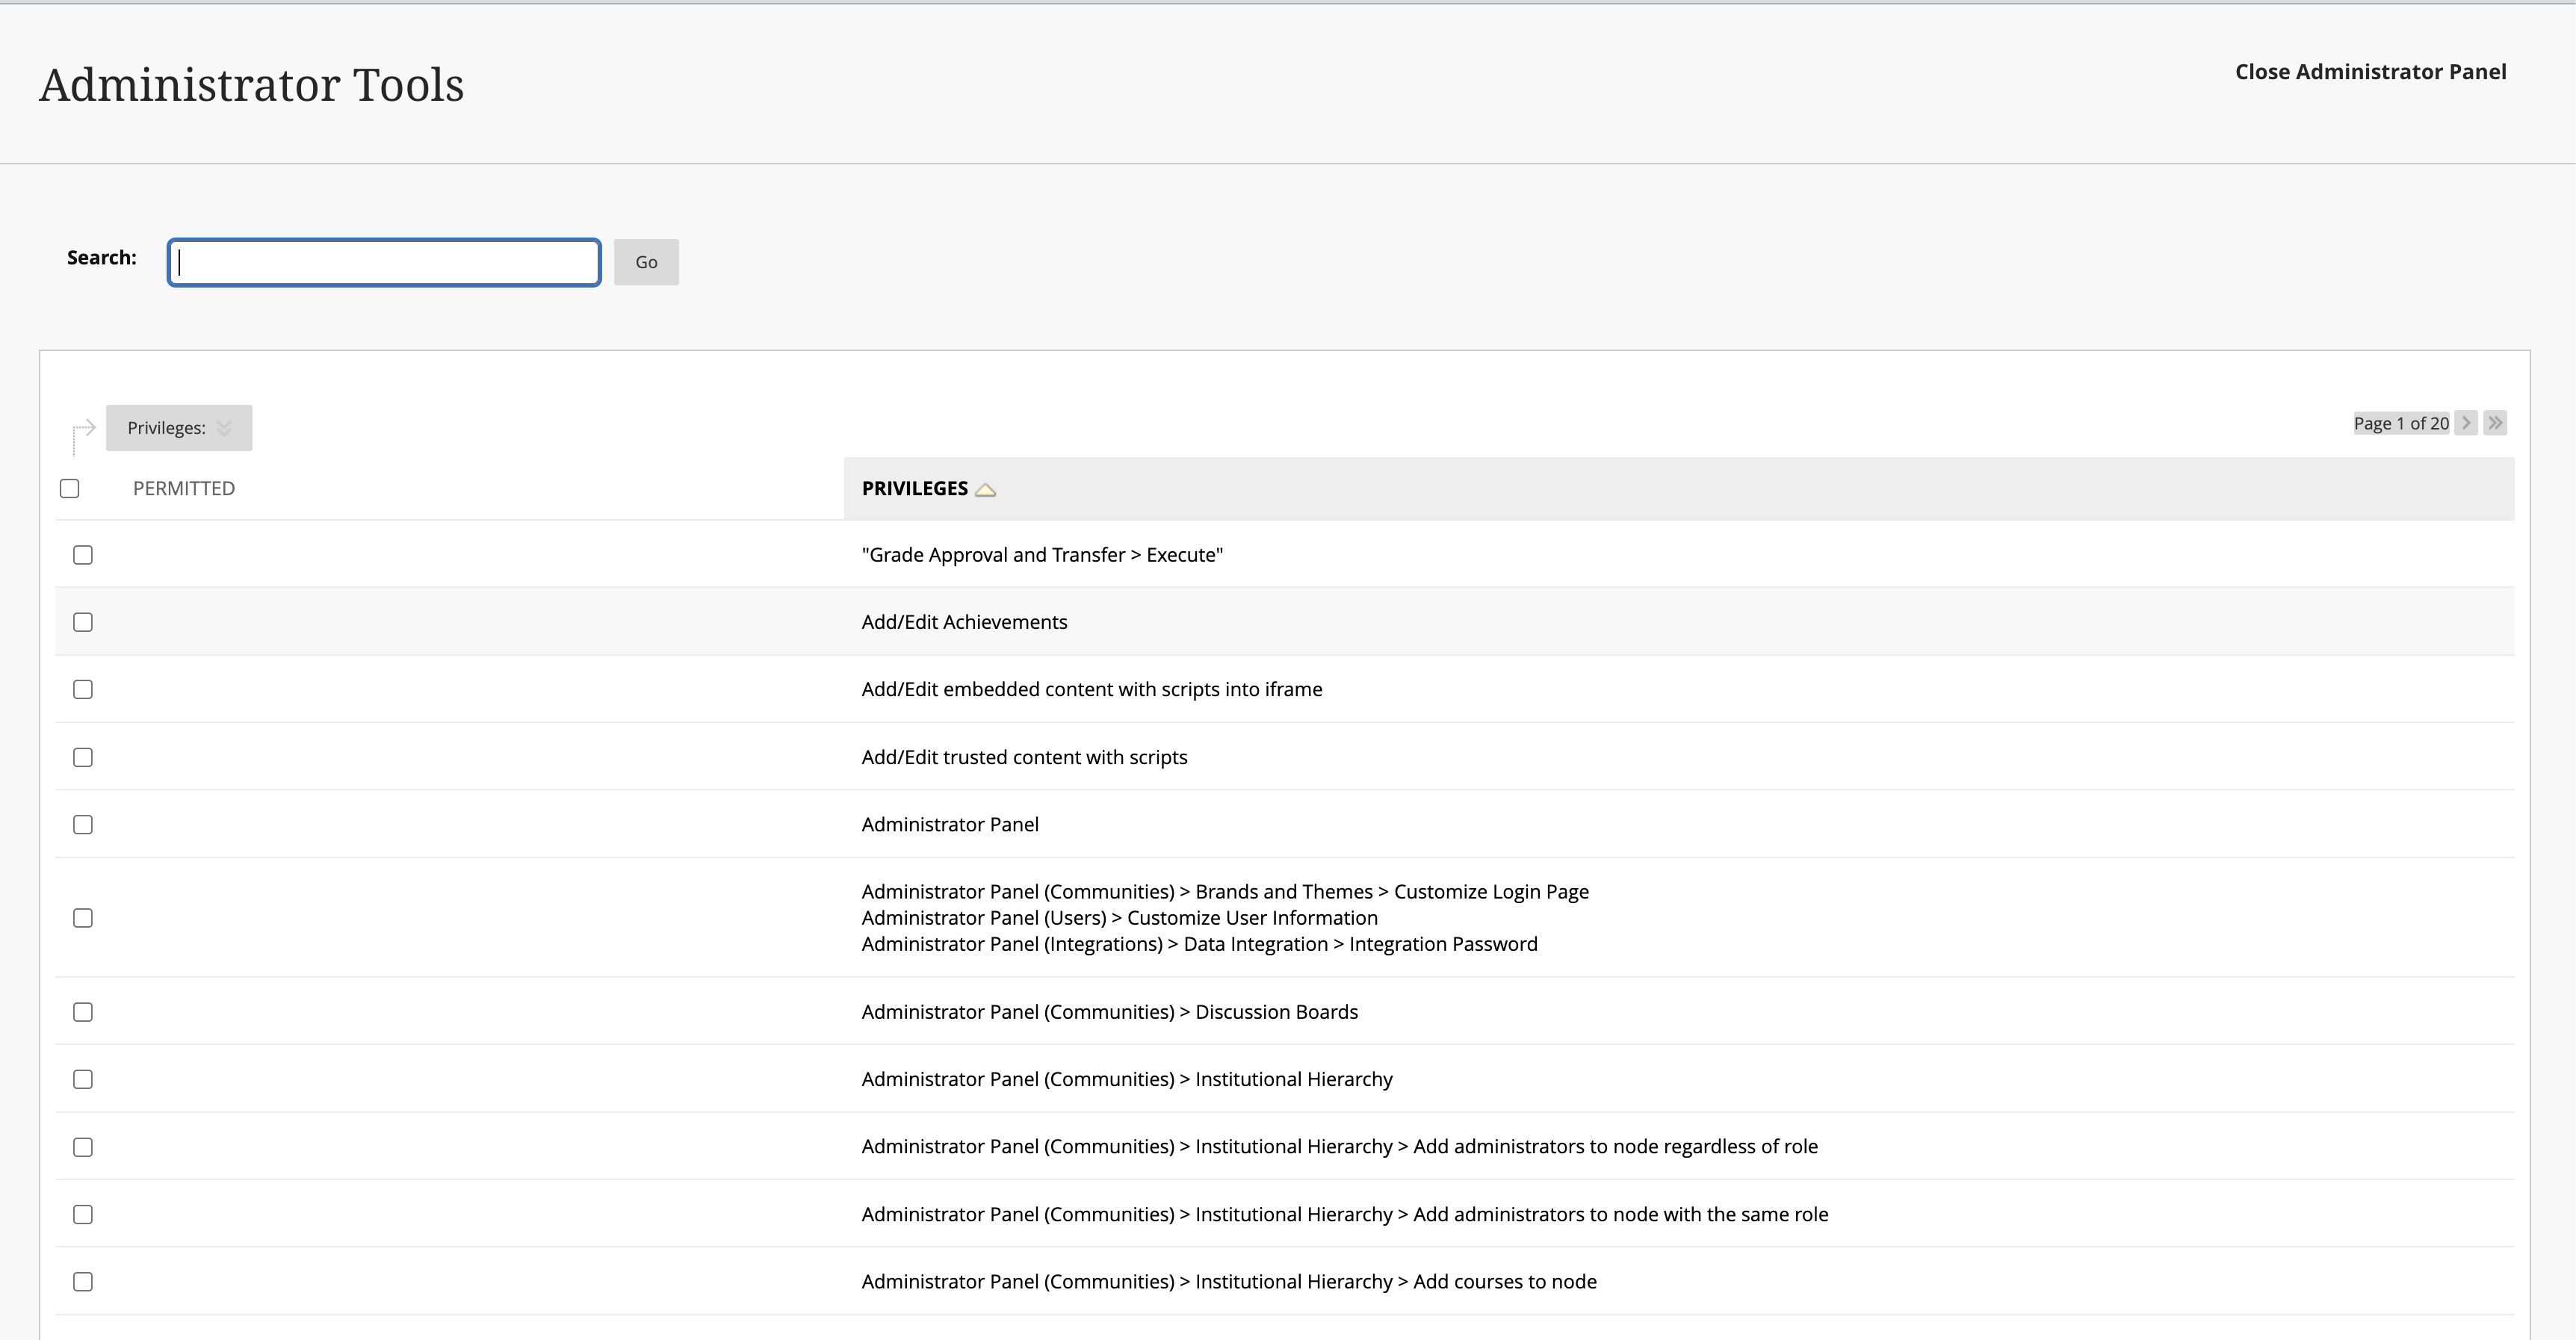 Administrator Tools
Close Administrator Panel
Search:
Go
Privileges:
Page 1 of 20
PERMITTED
PRIVILEGES
"Grade Approval and Transfer > Execute"
Add/Edit Achievements
Add/Edit embedded content with scripts into iframe
Add/Edit trusted content with scripts
Administrator Panel
Administrator Panel (Communities) > Brands and Themes > Customize Login Page
Administrator Panel (Users) > Customize User Information
Administrator Panel (Integrations) > Data Integration > Integration Password
Administrator Panel (Communities) > Discussion Boards
Administrator Panel (Communities) > Institutional Hierarchy
Administrator Panel (Communities) > Institutional Hierarchy > Add administrators to node regardless of role
Administrator Panel (Communities) > Institutional Hierarchy > Add administrators to node with the same role
Administrator Panel (Communities) > Institutional Hierarchy > Add courses to node